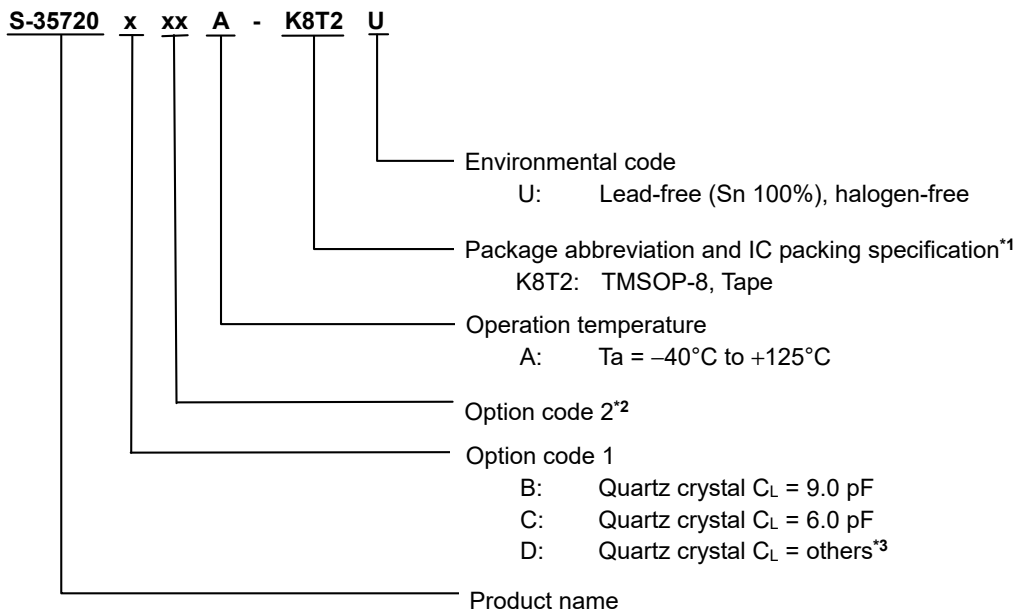 S-35720 x xx A - K8T2 U
Environmental code
U: Lead-free (Sn 100%), halogen-free
Package abbreviation and IC packing specification*1
K8T2: TMSOP-8, Tape
Operation temperature
A: Ta = −40°C to +125°C
Option code 2*2
Option code 1
B: Quartz crystal CL = 9.0 pF
C: Quartz crystal CL = 6.0 pF
D: Quartz crystal CL = others*3
Product name